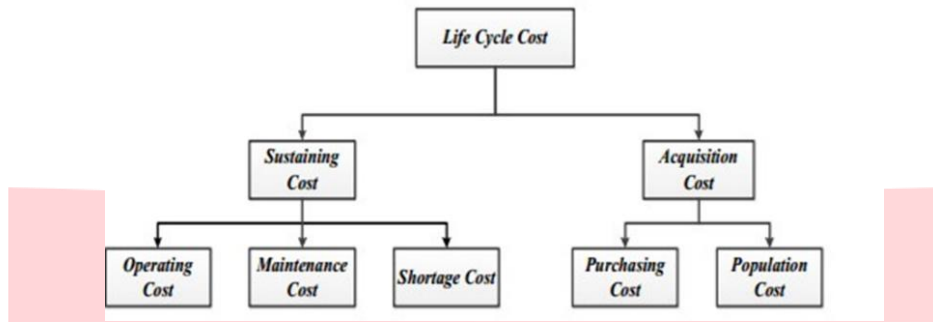 Life Cycle Cost
Sustaining
Cost
Acquisition
Cost
Operating
Cost
Maintenance
Cost
Shortage Cost
Purchasing
Cost
Population
Cost